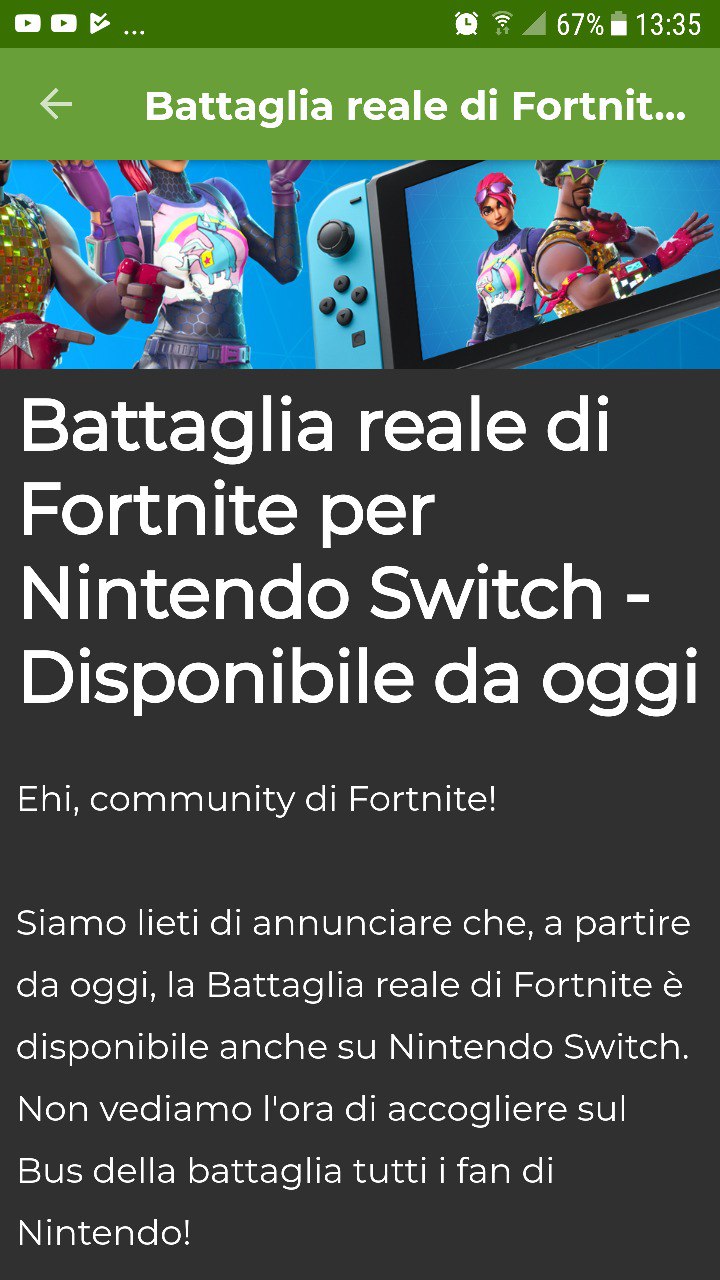 ... 67% 13:35
Battaglia reale di Fortnit...
Battaglia reale di
Fortnite per
Nintendo Switch -
Disponibile da oggi
Ehi, community di Fortnite!
Siamo lieti di annunciare che, a partire
da oggi, la Battaglia reale di Fortnite è
disponibile anche su Nintendo Switch.
Non vediamo l'ora di accogliere sul
Bus della battaglia tutti i fan di
Nintendo!